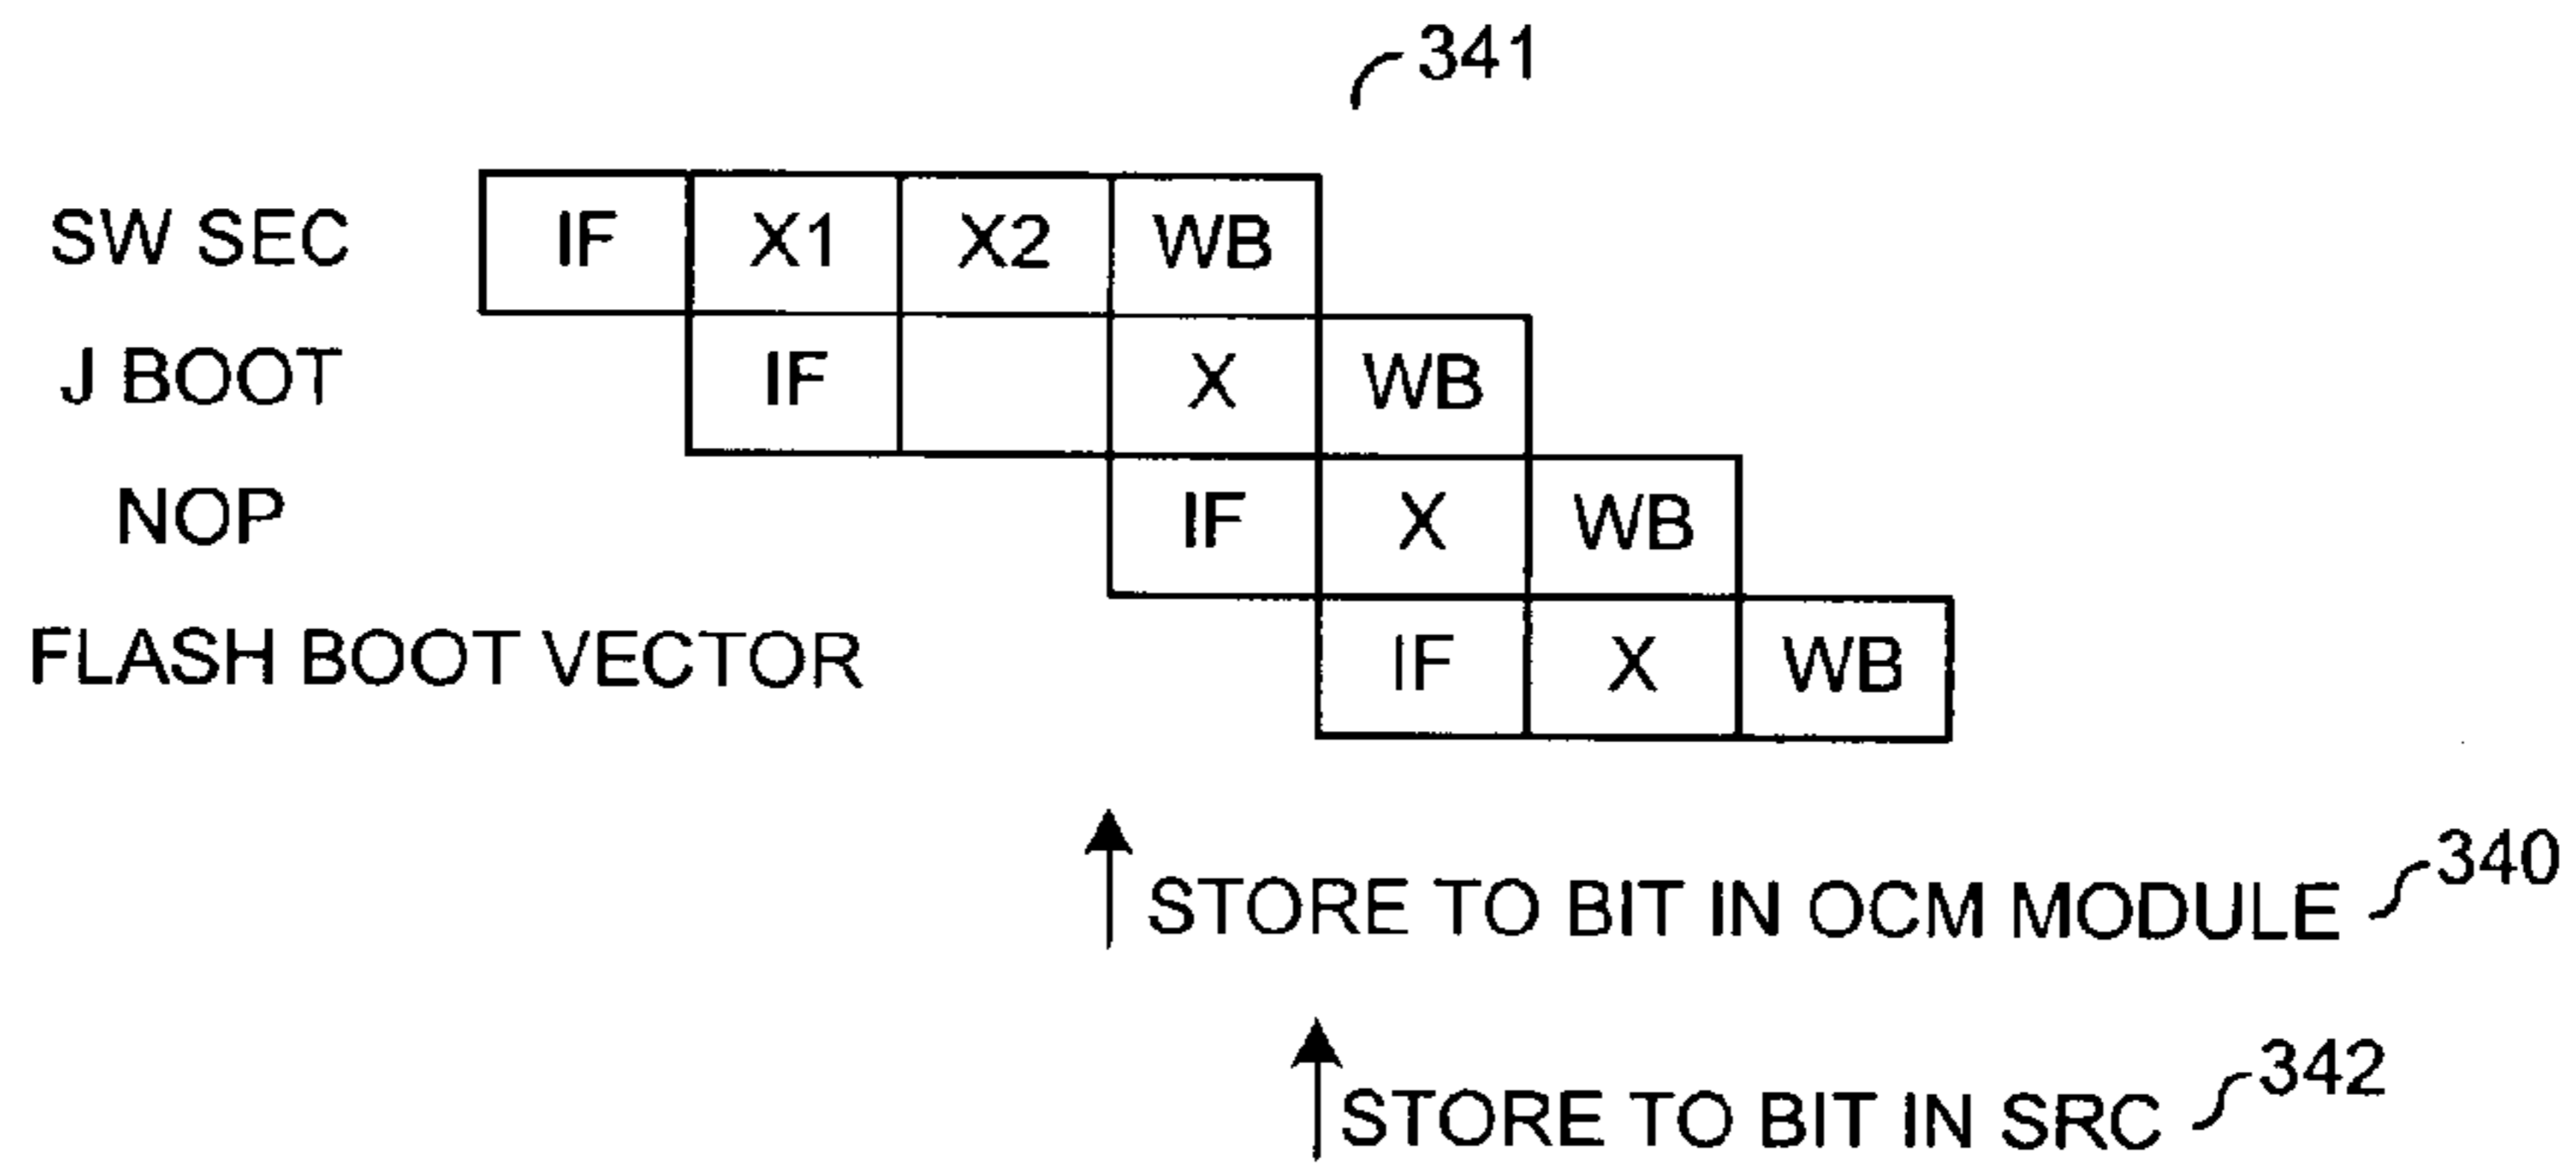 341
SW SEC IF X1 X2 WB
J BOOT IF X WB
NOP IF X WB
FLASH BOOT VECTOR IF X WB
STORE TO BIT IN OCM MODULE 340
STORE TO BIT IN SRC 342